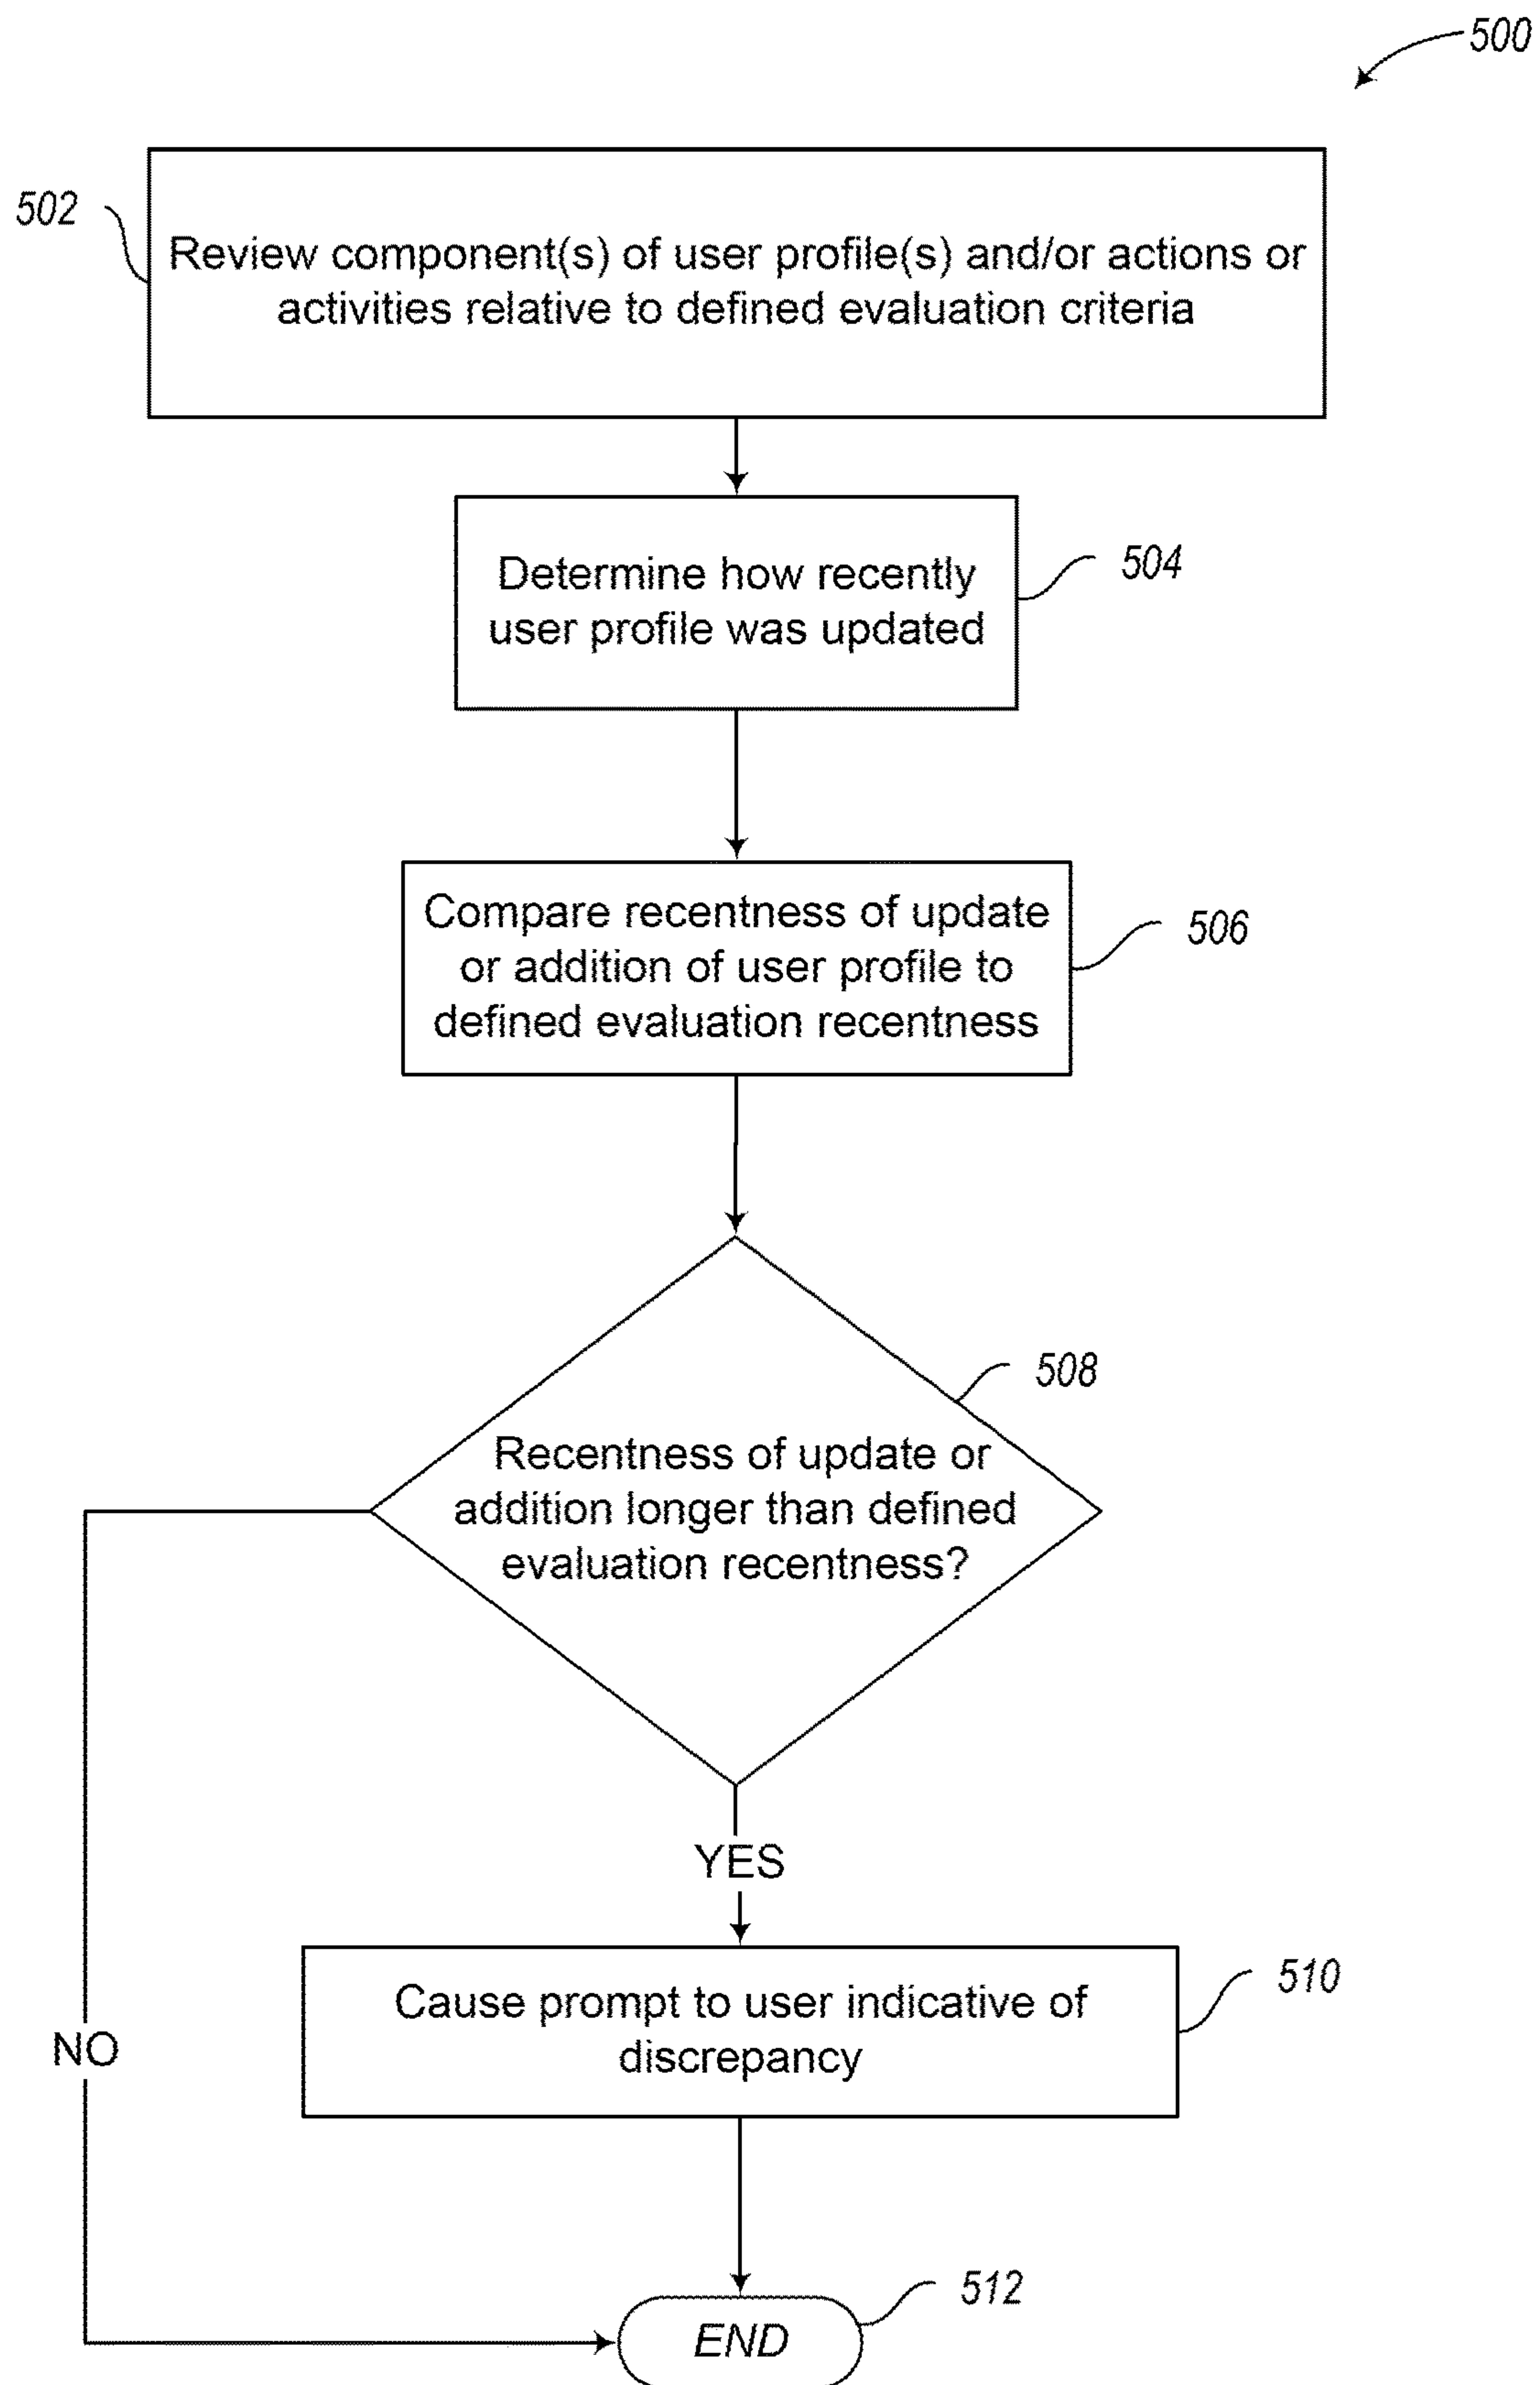 500
502
Review component(s) of user profile(s) and/or actions or
activities relative to defined evaluation criteria
504
Determine how recently
user profile was updated
506
Compare recentness of update
or addition of user profile to
defined evaluation recentness
508
Recentness of update or
addition longer than defined
evaluation recentness?
YES
510
Cause prompt to user indicative of
discrepancy
NO
512
END